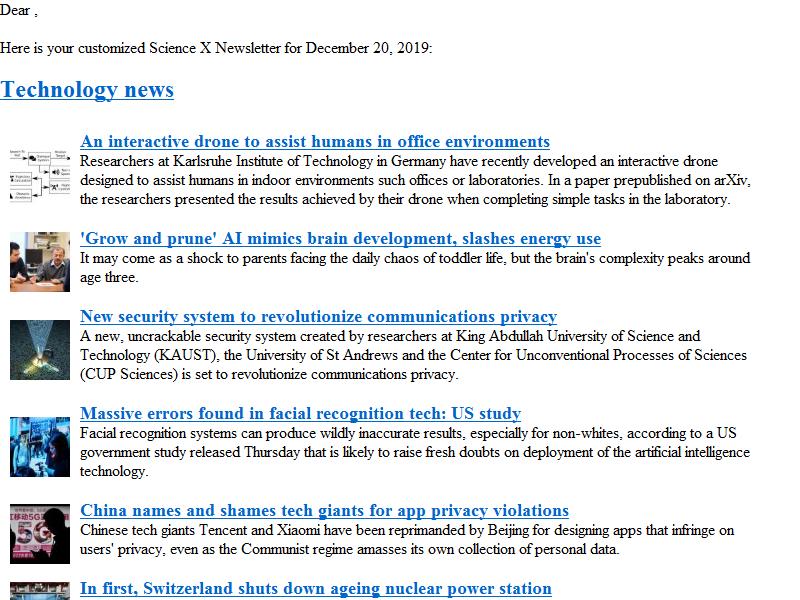 Dear ,
Here is your customized Science X Newsletter for December 20, 2019:
Technology news
An interactive drone to assist humans in office environments
Researchers at Karlsruhe Institute of Technology in Germany have recently developed an interactive drone
designed to assist humans in indoor environments such offices or laboratories. In a paper prepublished on arXiv,
the researchers presented the results achieved by their drone when completing simple tasks in the laboratory.
'Grow and prune' AI mimics brain development, slashes energy use
It may come as a shock to parents facing the daily chaos of toddler life, but the brain's complexity peaks around
age three.
New security system to revolutionize communications privacy
A new, uncrackable security system created by researchers at King Abdullah University of Science and
Technology (KAUST), the University of St Andrews and the Center for Unconventional Processes of Sciences
(CUP Sciences) is set to revolutionize communications privacy.
Massive errors found in facial recognition tech: US study
Facial recognition systems can produce wildly inaccurate results, especially for non-whites, according to a US
government study released Thursday that is likely to raise fresh doubts on deployment of the artificial intelligence
technology.
China names and shames tech giants for app privacy violations
Chinese tech giants Tencent and Xiaomi have been reprimanded by Beijing for designing apps that infringe on
users' privacy, even as the Communist regime amasses its own collection of personal data.
In first, Switzerland shuts down ageing nuclear power station